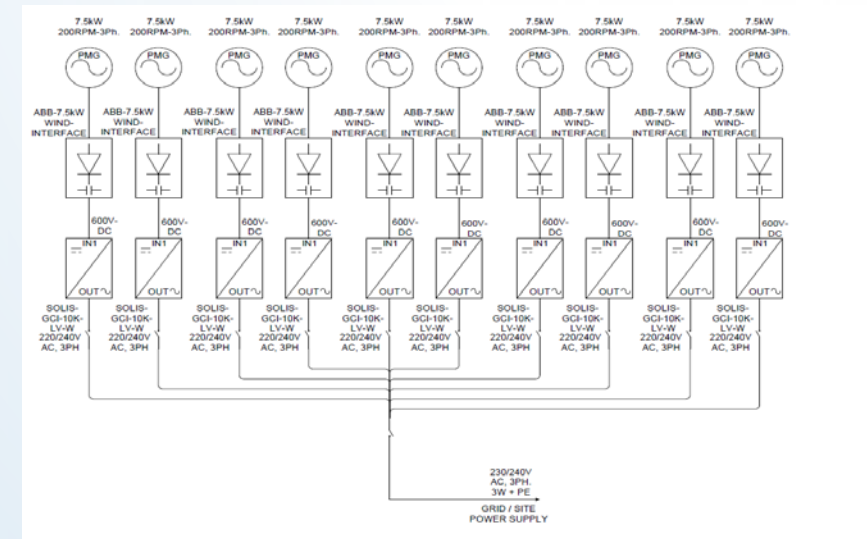 7.5kW 7.5kW 7.5kW 7.5kW 7.5kW 7.5kW 7.5kW 7.5kW 7.5kW 7.5kW
200RPM-3Ph. 200RPM-3Ph. 200RPM-3Ph. 200RPM-3Ph. 200RPM-3Ph. 200RPM-3Ph. 200RPM-3Ph. 200RPM-3Ph. 200RPM-3Ph. 200RPM-3Ph.
PMG PMG PMG PMG PMG PMG PMG PMG PMG PMG
ABB-7.5kW ABB-7.5kW ABB-7.5kW ABB-7.5kW ABB-7.5kW ABB-7.5kW ABB-7.5kW ABB-7.5kW ABB-7.5kW ABB-7.5kW
WIND- WIND- WIND- WIND- WIND- WIND- WIND- WIND- WIND- WIND-
INTERFACE INTERFACE INTERFACE INTERFACE INTERFACE INTERFACE INTERFACE INTERFACE INTERFACE INTERFACE
600V- 600V- 600V- 600V- 600V- 600V- 600V- 600V- 600V- 600V-
DC DC DC DC DC DC DC DC DC DC
IN1 IN1 IN1 IN1 IN1 IN1 IN1 IN1 IN1 IN1
OUT OUT OUT OUT OUT OUT OUT OUT OUT OUT
SOLIS- SOLIS- SOLIS- SOLIS- SOLIS- SOLIS- SOLIS- SOLIS- SOLIS- SOLIS-
GCI-10K- GCI-10K- GCI-10K- GCI-10K- GCI-10K- GCI-10K- GCI-10K- GCI-10K- GCI-10K- GCI-10K-
LV-W LV-W LV-W LV-W LV-W LV-W LV-W LV-W LV-W LV-W
220/240V 220/240V 220/240V 220/240V 220/240V 220/240V 220/240V 220/240V 220/240V 220/240V
AC, 3PH AC, 3PH AC, 3PH AC, 3PH AC, 3PH AC, 3PH AC, 3PH AC, 3PH AC, 3PH AC, 3PH
230/240V
AC, 3PH.
3W + PE
GRID / SITE
POWER SUPPLY